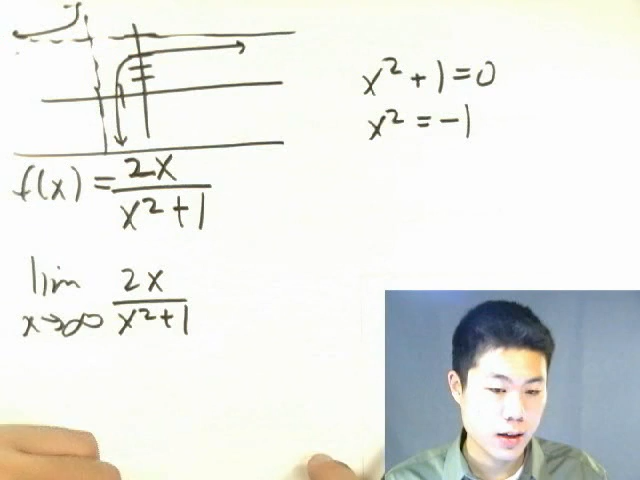 f(x) = 2x / x² + 1
lim x→∞ 2x / x² + 1
x² + 1 = 0
x² = -1